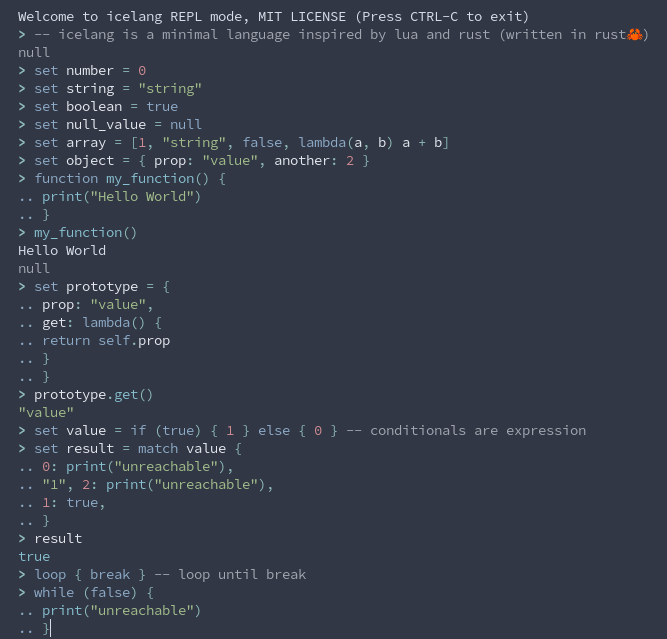 Welcome to icelang REPL mode, MIT LICENSE (Press CTRL-C to exit)
> -- icelang is a minimal language inspired by lua and rust (written in rust🦀)
null
> set number = 0
> set string = "string"
> set boolean = true
> set null_value = null
> set array = [1, "string", false, lambda(a, b) a + b]
> set object = { prop: "value", another: 2 }
> function my_function() {
.. print("Hello World")
.. }
> my_function()
Hello World
null
> set prototype = {
.. prop: "value",
.. get: lambda() {
.. return self.prop
.. }
.. }
> prototype.get()
"value"
> set value = if (true) { 1 } else { 0 } -- conditionals are expression
> set result = match value {
.. 0: print("unreachable"),
.. "1", 2: print("unreachable"),
.. 1: true,
.. }
> result
true
> loop { break } -- loop until break
> while (false) {
.. print("unreachable")
.. }